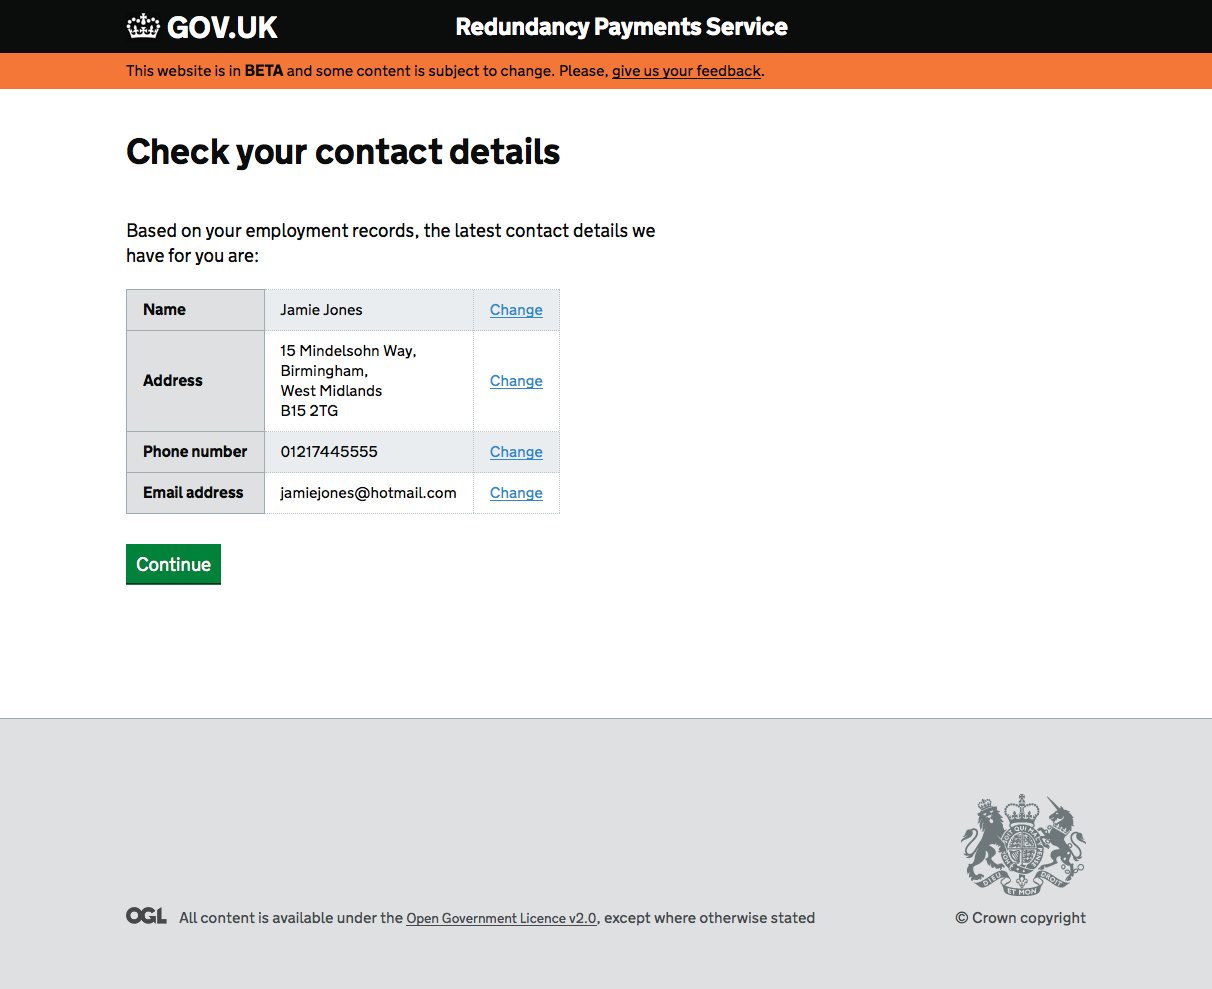 GOV.UK
Redundancy Payments Service
This website is in BETA and some content is subject to change. Please, give us your feedback.
Check your contact details
Based on your employment records, the latest contact details we
have for you are:
Name Jamie Jones Change
Address 15 Mindelsohn Way,
Birmingham,
West Midlands
B15 2TG
Change
Phone number 01217445555 Change
Email address jamiejones@hotmail.com Change
Continue
DIEU ET MON DROIT
OGL All content is available under the Open Government Licence v2.0, except where otherwise stated
© Crown copyright